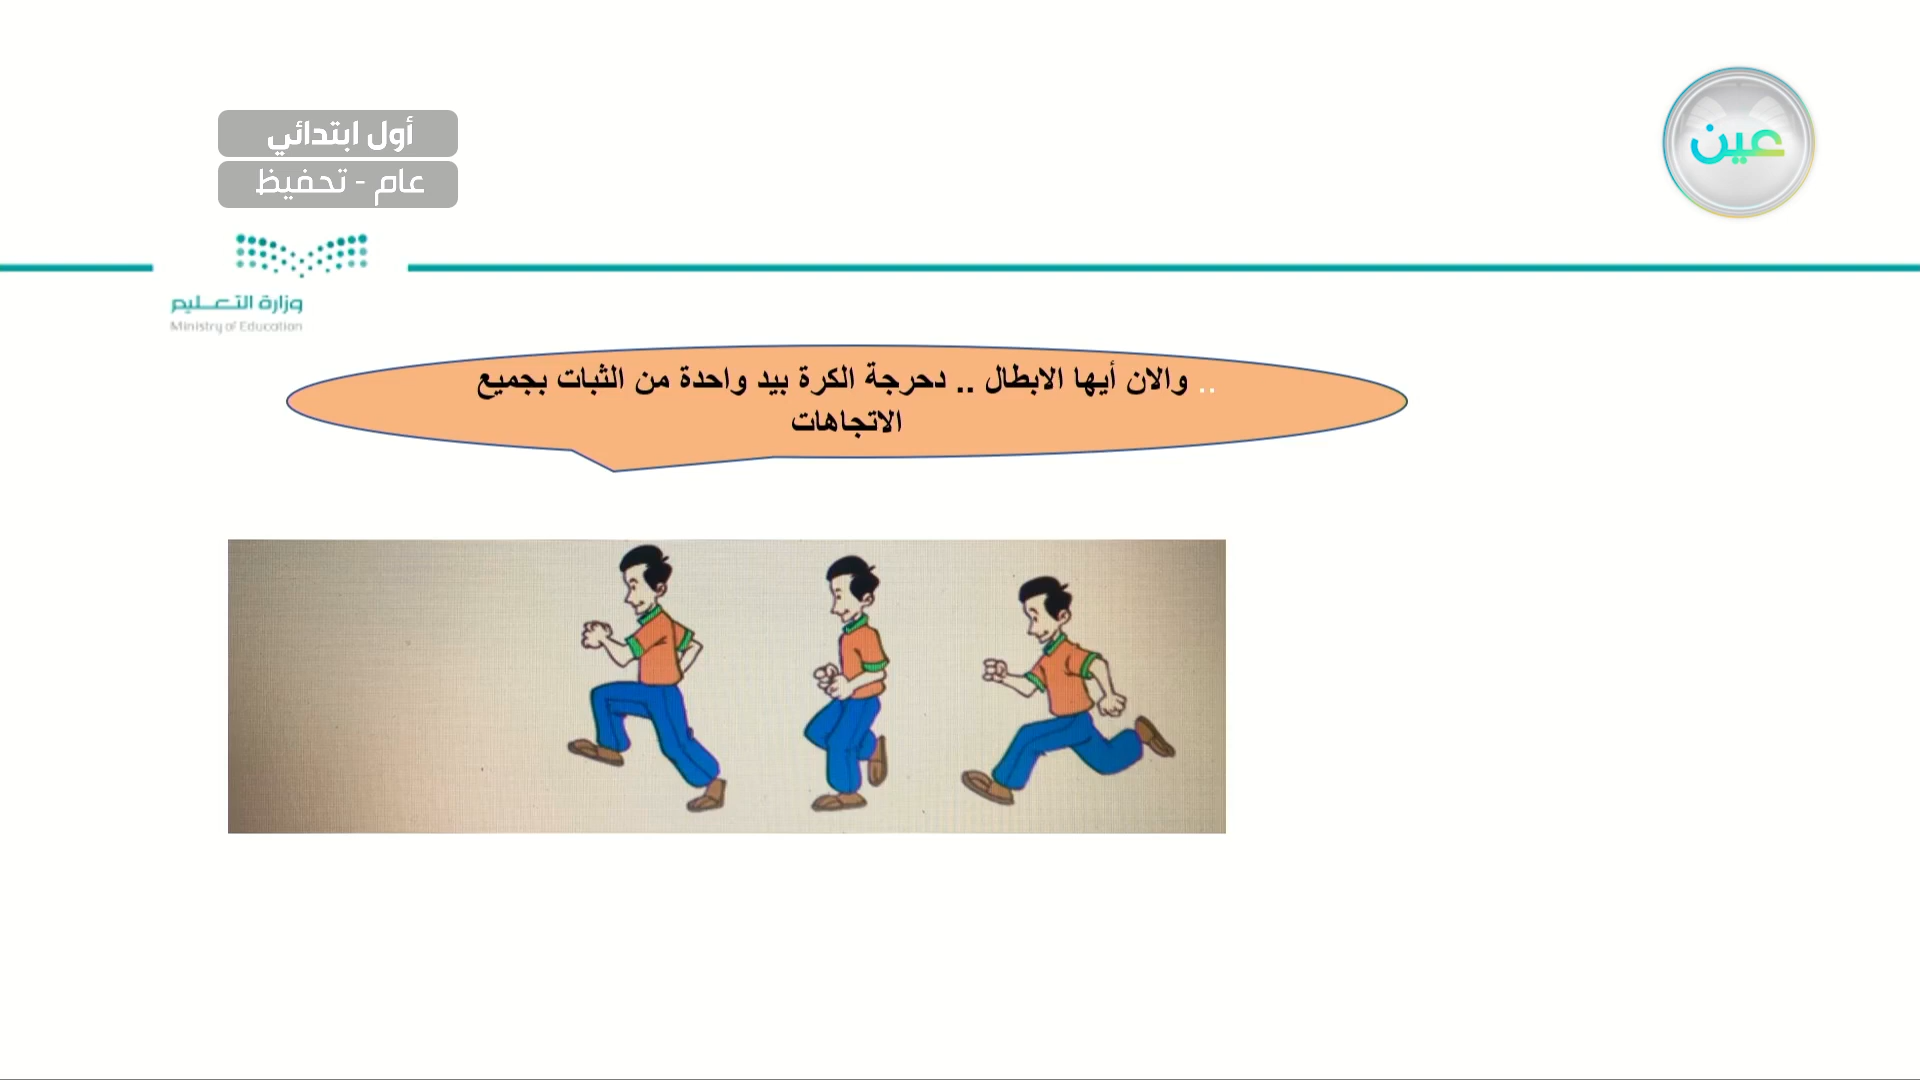 أول ابتدائي
عام - تحفيظ
عين
وزارة التعليم
Ministry of Education
.. والان أيها الابطال .. دحرجة الكرة بيد واحدة من الثبات بجميع
الاتجاهات